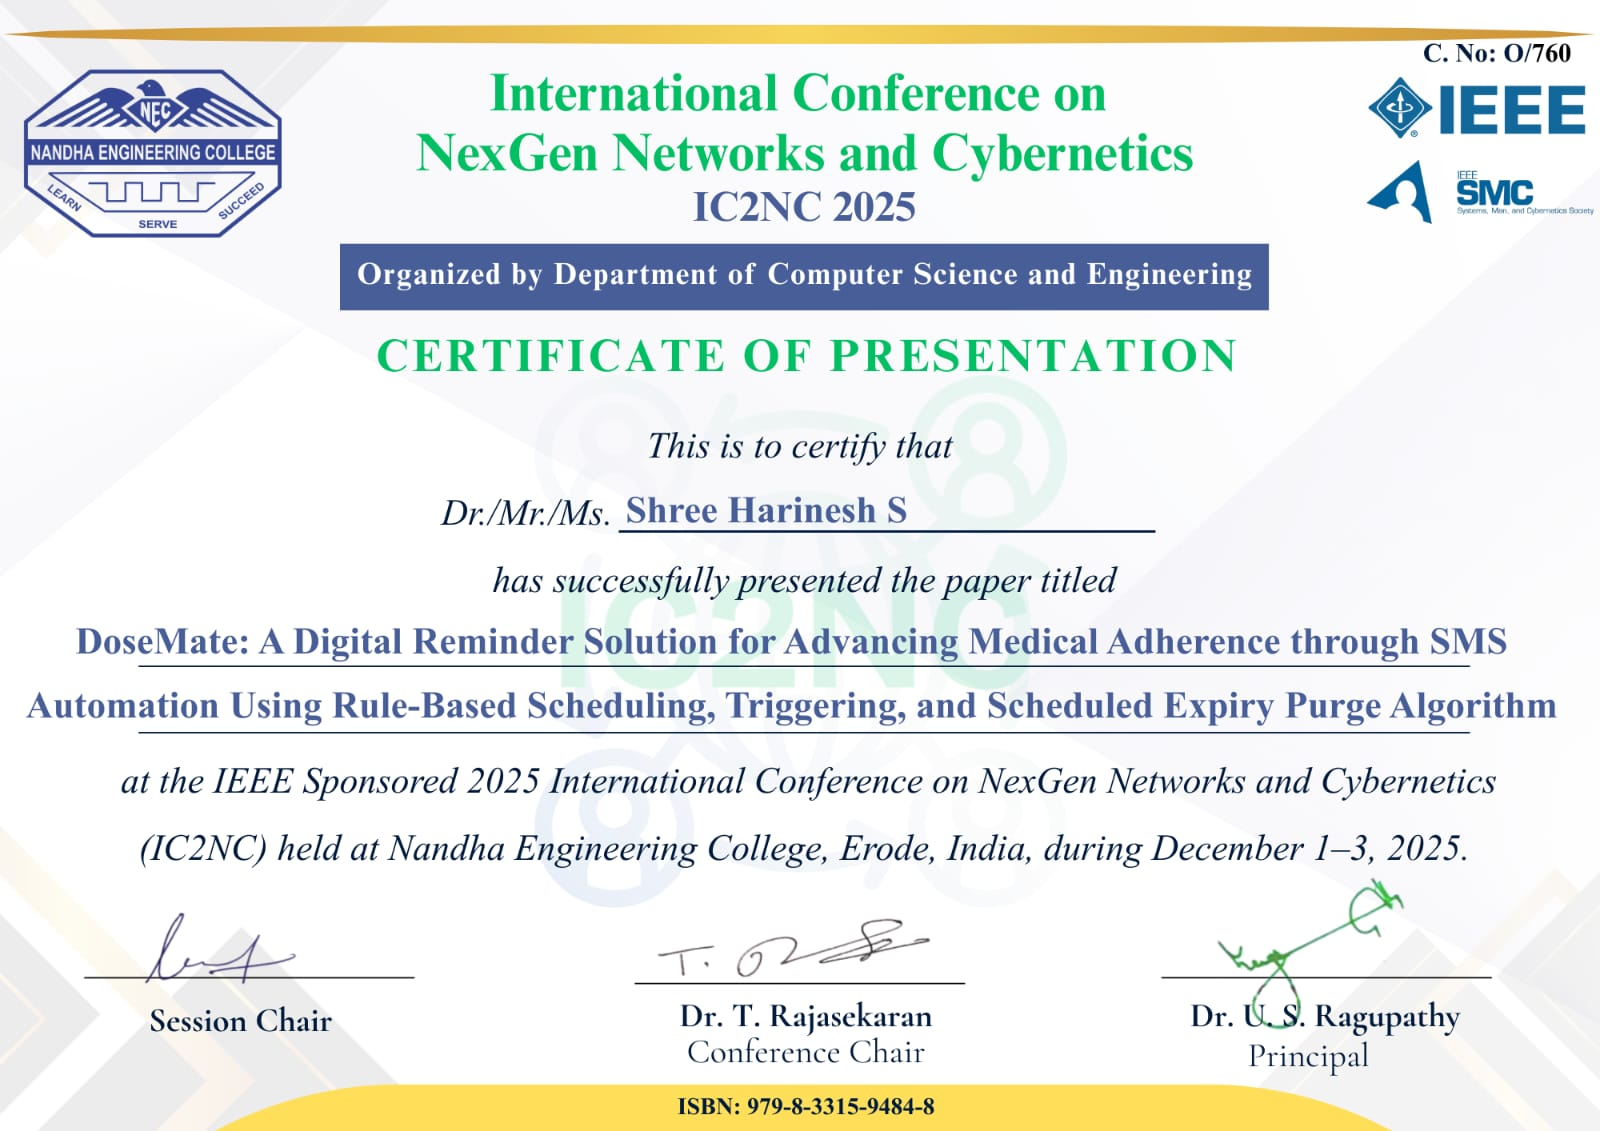 C. No: O/760
NEC
NANDHA ENGINEERING COLLEGE
LEARN
SERVE
SUCCEED
International Conference on
NexGen Networks and Cybernetics
IC2NC 2025
IEEE
IEEE
SMC
Systems, Man, and Cybernetics Society
Organized by Department of Computer Science and Engineering
CERTIFICATE OF PRESENTATION
This is to certify that
Dr./Mr./Ms. Shree Harinesh S
has successfully presented the paper titled
IC2NC
DoseMate: A Digital Reminder Solution for Advancing Medical Adherence through SMS
Automation Using Rule-Based Scheduling, Triggering, and Scheduled Expiry Purge Algorithm
at the IEEE Sponsored 2025 International Conference on NexGen Networks and Cybernetics
(IC2NC) held at Nandha Engineering College, Erode, India, during December 1–3, 2025.
Session Chair
Dr. T. Rajasekaran
Conference Chair
Dr. U. S. Ragupathy
Principal
ISBN: 979-8-3315-9484-8